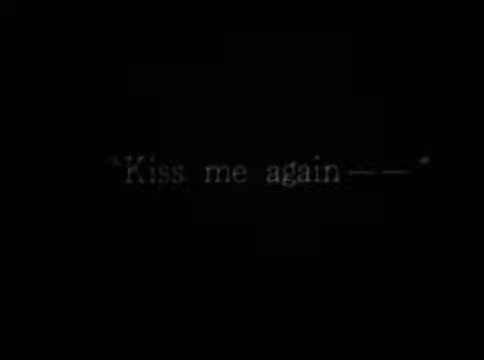 "Kiss me again — — "